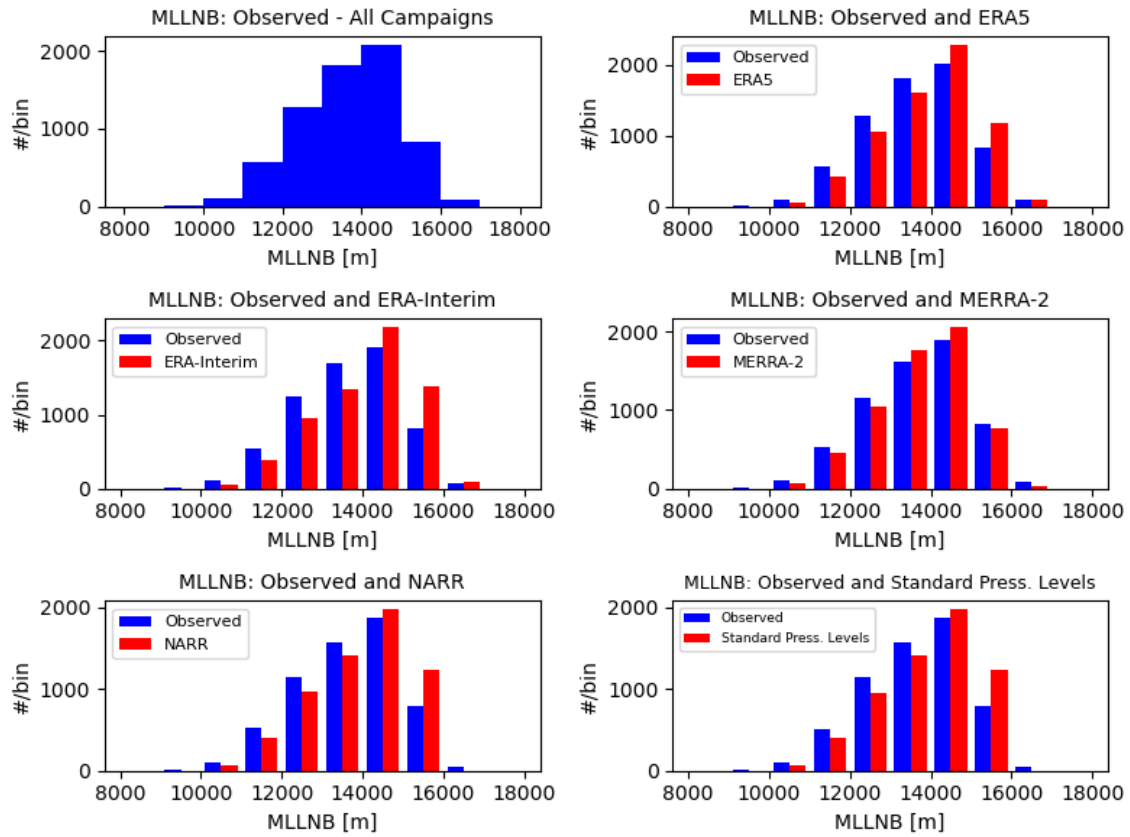 MLLNB: Observed - All Campaigns
#/bin
2000
1000
0
8000 10000 12000 14000 16000 18000
MLLNB [m]
MLLNB: Observed and ERA5
Observed
ERA5
#/bin
2000
1000
0
8000 10000 12000 14000 16000 18000
MLLNB [m]
MLLNB: Observed and ERA-Interim
Observed
ERA-Interim
#/bin
2000
1000
0
8000 10000 12000 14000 16000 18000
MLLNB [m]
MLLNB: Observed and MERRA-2
Observed
MERRA-2
#/bin
2000
1000
0
8000 10000 12000 14000 16000 18000
MLLNB [m]
MLLNB: Observed and NARR
Observed
NARR
#/bin
2000
1000
0
8000 10000 12000 14000 16000 18000
MLLNB [m]
MLLNB: Observed and Standard Press. Levels
Observed
Standard Press. Levels
#/bin
2000
1000
0
8000 10000 12000 14000 16000 18000
MLLNB [m]